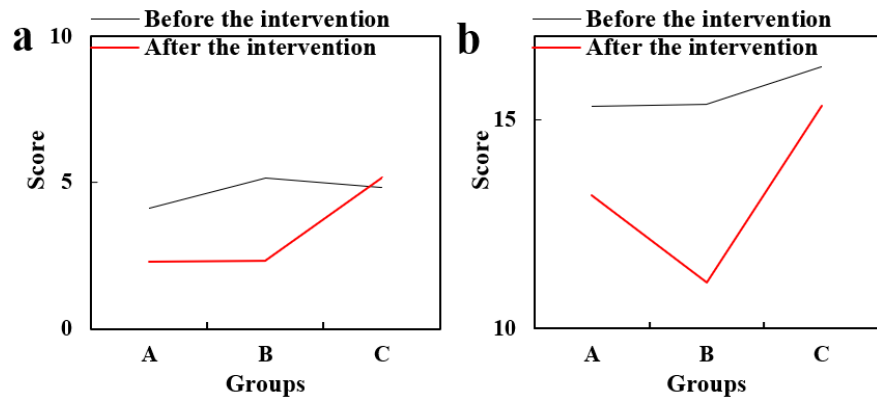 a
Before the intervention
After the intervention
10
5
0
Score
A B C
Groups
b
Before the intervention
After the intervention
15
10
Score
A B C
Groups